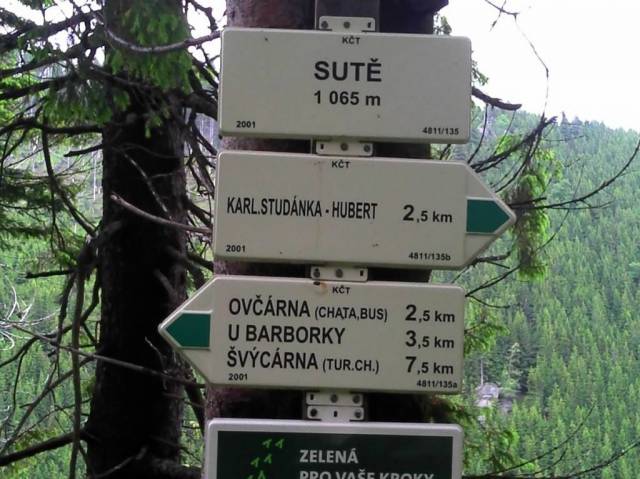 KČT
SUTĚ
1 065 m
2001 4811/135
KČT
KARL.STUDÁNKA - HUBERT 2,5 km
2001 4811/135b
KČT
OVČÁRNA (CHATA,BUS) 2,5 km
U BARBORKY 3,5 km
ŠVÝCÁRNA (TUR.CH.) 7,5 km
2001 4811/135a
ZELENÁ
PRO VAŠE KROKY